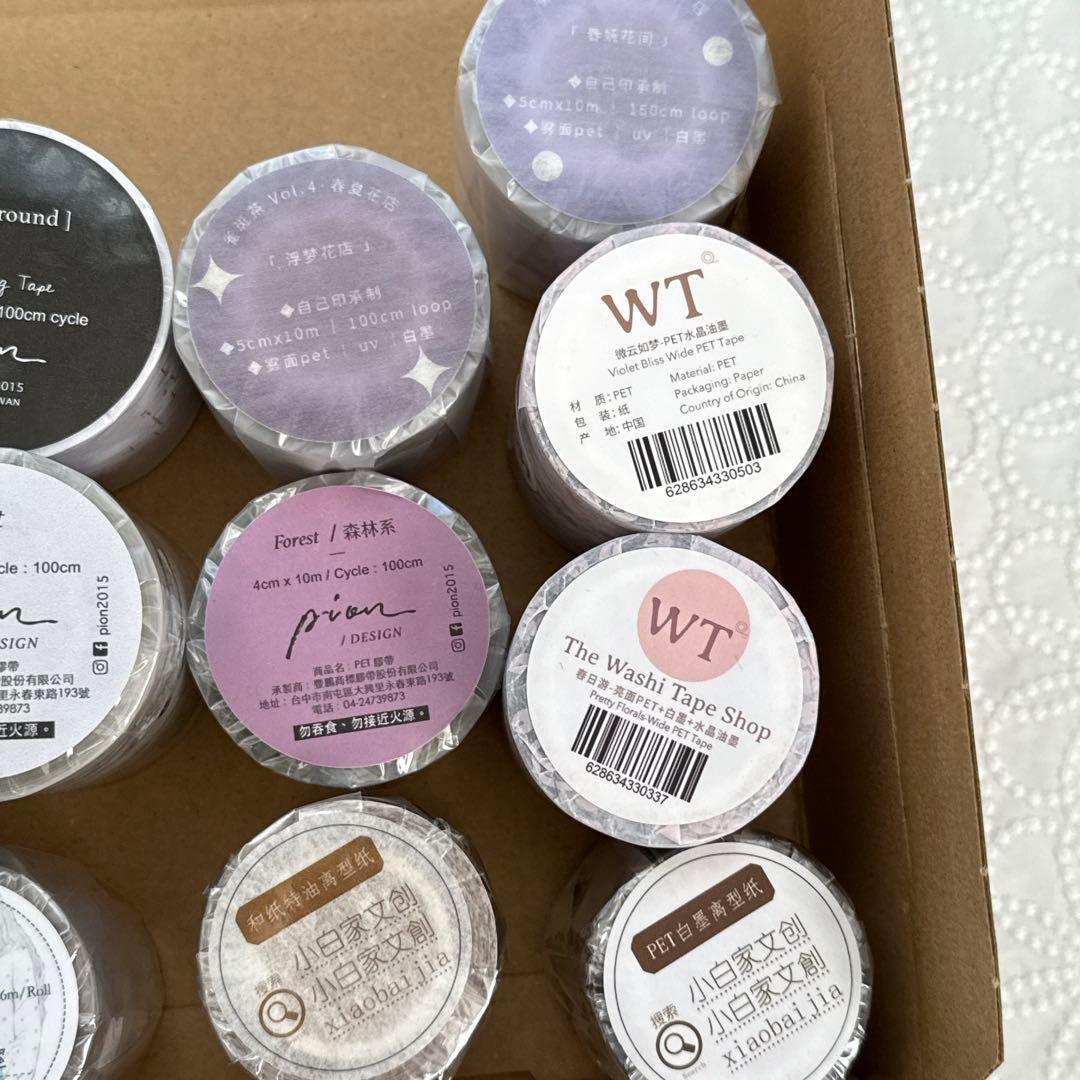 「春妩花间」
◆自己印承制
◆5cmx10m | 150cm loop
◆雾面pet | uv | 白墨
round ]
g Tape
100cm cycle
2015
WAN
Vol.4·春夏花店
「浮梦花店」
◆自己印承制
◆5cmx10m | 100cm loop
◆雾面pet | uv | 白墨
WT
微云如梦-PET水晶油墨
Violet Bliss Wide PET Tape
材 质: PET
包 装: 纸
产 地: 中国
Material: PET
Packaging: Paper
Country of Origin: China
628634330503
cle : 100cm
SIGN
pion2015
膠帶
份有限公司
里永春東路193號
39873
近火源。
Forest / 森林系
4cm x 10m / Cycle : 100cm
pion
/ DESIGN
pion2015
商品名 : PET 膠帶
承製商 : 豐鵬商標膠帶股份有限公司
地址 : 台中市南屯區大興里永春東路193號
電話 : 04-24739873
勿吞食、勿接近火源。
WT
The Washi Tape Shop
春日游-亮面PET+白墨+水晶油墨
Pretty Florals-Wide PET Tape
628634330337
6m/Roll
和纸特油离型纸
小白家文创
小白家文創
xiaobaijia
搜索
PET白墨离型纸
小白家文创
小白家文創
xiaobaijia
搜索
Search